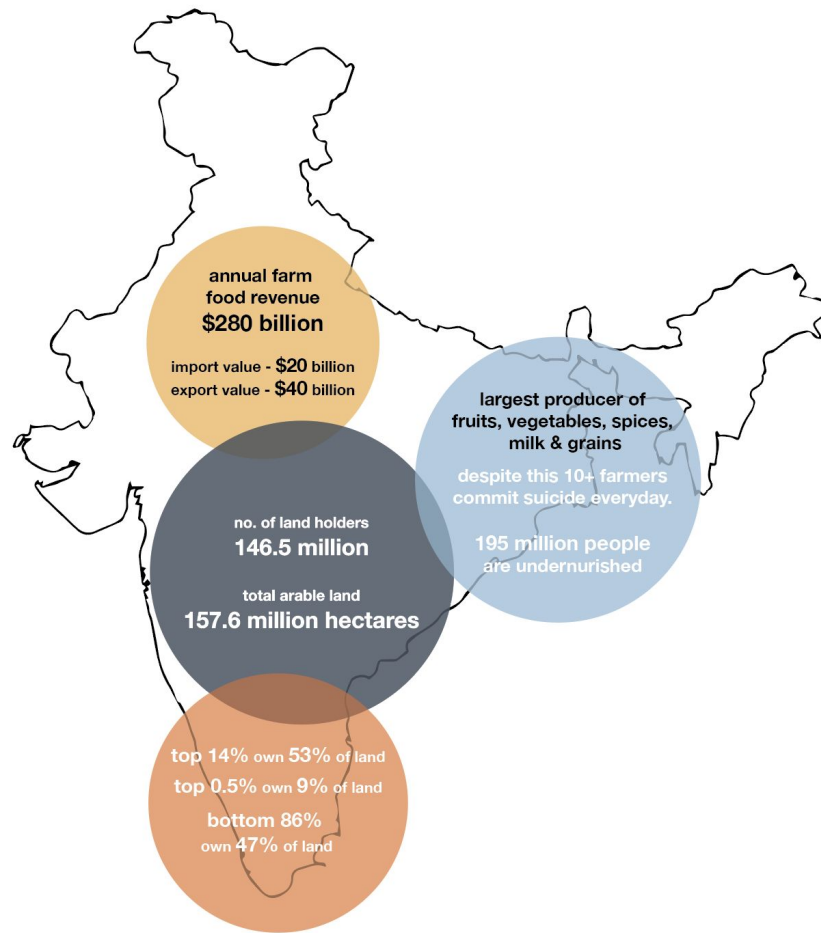 annual farm
food revenue
$280 billion
import value - $20 billion
export value - $40 billion
largest producer of
fruits, vegetables, spices,
milk & grains
despite this 10+ farmers
commit suicide everyday.
195 million people
are undernurished
no. of land holders
146.5 million
total arable land
157.6 million hectares
top 14% own 53% of land
top 0.5% own 9% of land
bottom 86%
own 47% of land